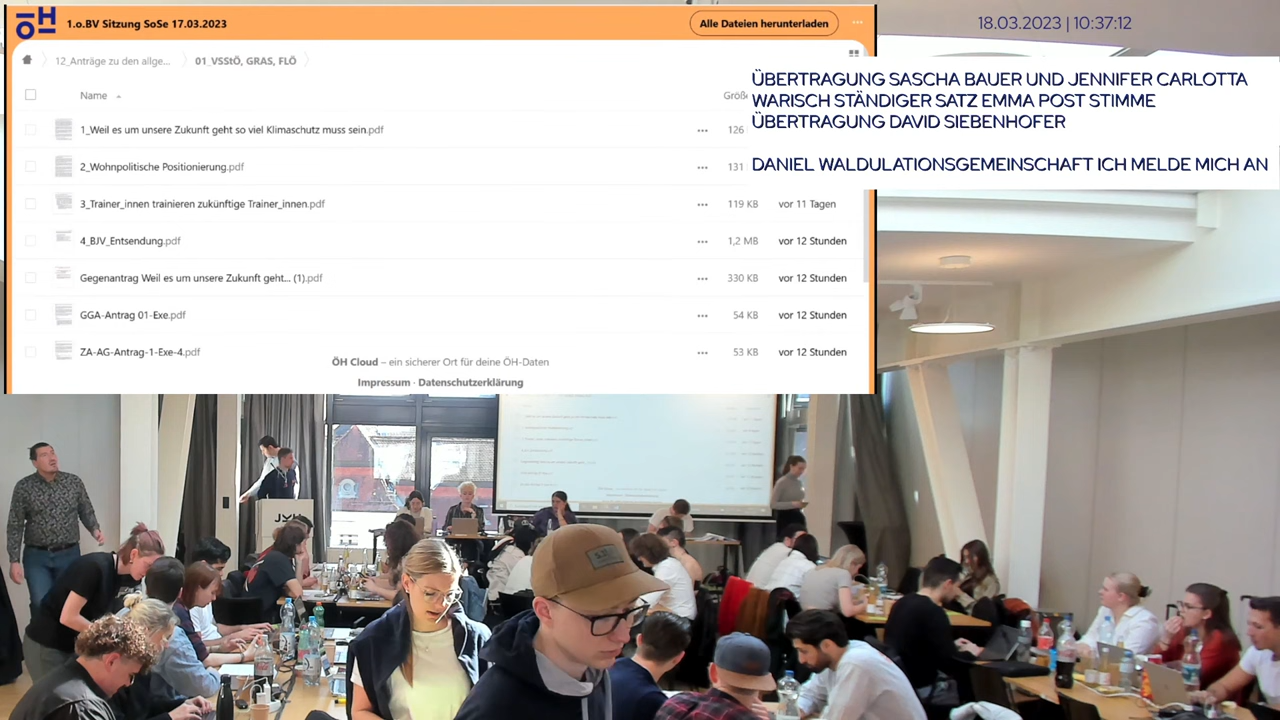 ÖH
1.o.BV Sitzung SoSe 17.03.2023
Alle Dateien herunterladen
18.03.2023 | 10:37:12
12_Anträge zu den allge...
01_VSStÖ, GRAS, FLÖ
ÜBERTRAGUNG SASCHA BAUER UND JENNIFER CARLOTTA
WARISCH STÄNDIGER SATZ EMMA POST STIMME
ÜBERTRAGUNG DAVID SIEBENHOFER
DANIEL WALDULATIONSGEMEINSCHAFT ICH MELDE MICH AN
Name
Größe
1_Weil es um unsere Zukunft geht so viel Klimaschutz muss sein.pdf ••• 126
2_Wohnpolitische Positionierung.pdf ••• 131
3_Trainer_innen trainieren zukünftige Trainer_innen.pdf ••• 119 KB vor 11 Tagen
4_BJV_Entsendung.pdf ••• 1,2 MB vor 12 Stunden
Gegenantrag Weil es um unsere Zukunft geht... (1).pdf ••• 330 KB vor 12 Stunden
GGA-Antrag 01-Exe.pdf ••• 54 KB vor 12 Stunden
ZA-AG-Antrag-1-Exe-4.pdf ••• 53 KB vor 12 Stunden
ÖH Cloud – ein sicherer Ort für deine ÖH-Daten
Impressum · Datenschutzerklärung